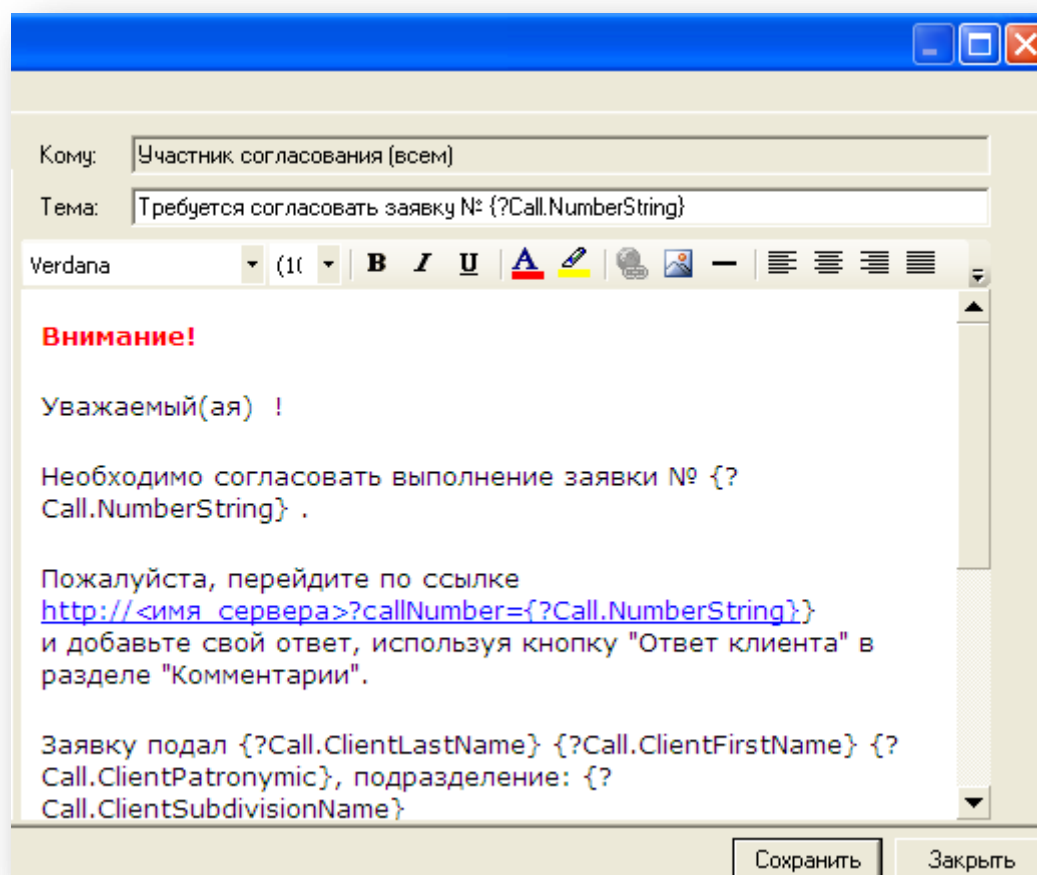 Кому: Участник согласования (всем)
Тема: Требуется согласовать заявку № {?Call.NumberString}
Verdana (10 B I U A
Внимание!
Уважаемый(ая) !
Необходимо согласовать выполнение заявки № {?
Call.NumberString} .
Пожалуйста, перейдите по ссылке
http://<имя_сервера>?callNumber={?Call.NumberString}}
и добавьте свой ответ, используя кнопку "Ответ клиента" в
разделе "Комментарии".
Заявку подал {?Call.ClientLastName} {?Call.ClientFirstName} {?
Call.ClientPatronymic}, подразделение: {?
Call.ClientSubdivisionName}
Сохранить Закрыть